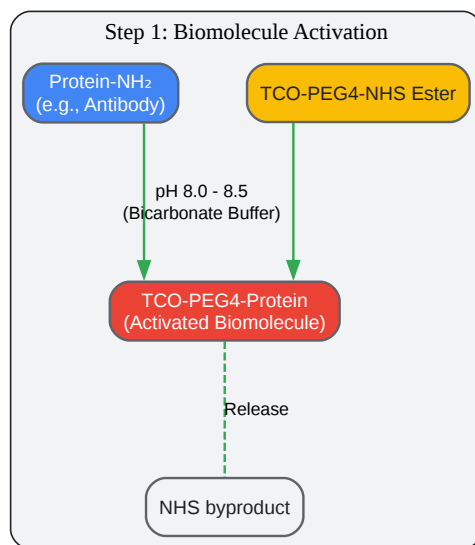 Step 1: Biomolecule Activation
Protein-NH₂
(e.g., Antibody)
TCO-PEG4-NHS Ester
pH 8.0 - 8.5
(Bicarbonate Buffer)
TCO-PEG4-Protein
(Activated Biomolecule)
Release
NHS byproduct